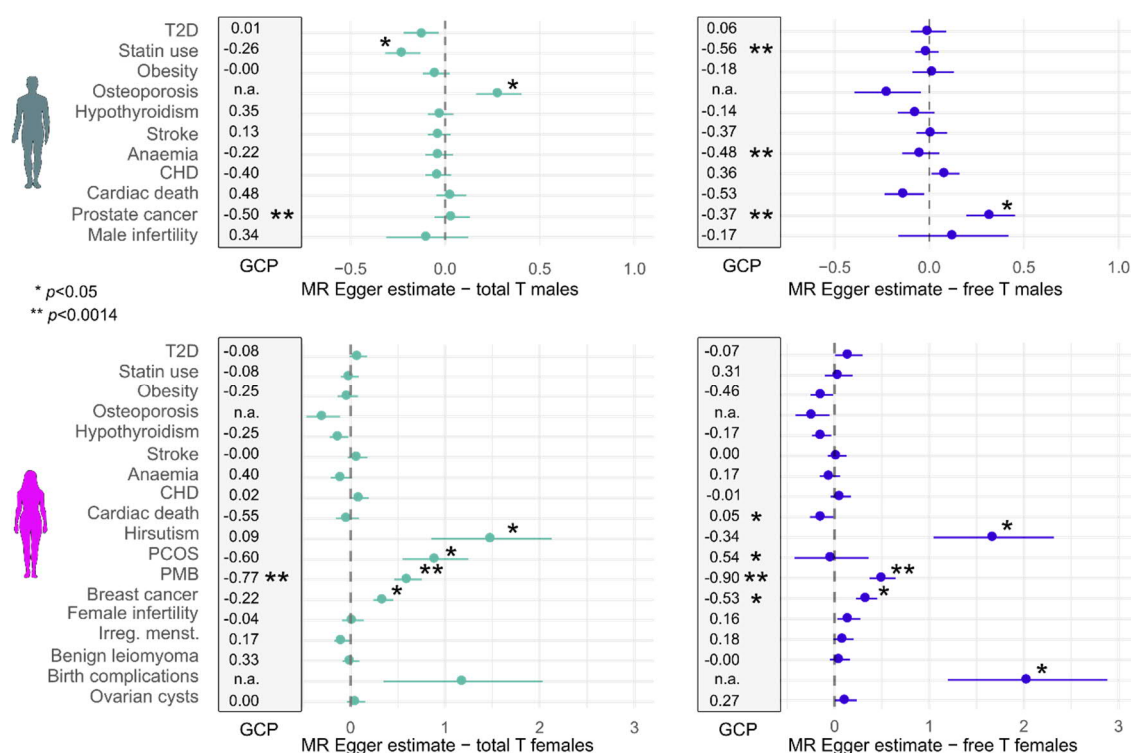 T2D 0.01 0.06
Statin use -0.26 * -0.56 **
Obesity -0.00 -0.18
Osteoporosis n.a. * n.a.
Hypothyroidism 0.35 -0.14
Stroke 0.13 -0.37
Anaemia -0.22 -0.48 **
CHD -0.40 0.36
Cardiac death 0.48 -0.53
Prostate cancer -0.50 ** -0.37 ** *
Male infertility 0.34 -0.17
GCP −0.5 0.0 0.5 1.0 GCP −0.5 0.0 0.5 1.0
MR Egger estimate − total T males MR Egger estimate − free T males
* p<0.05
** p<0.0014
T2D -0.08 -0.07
Statin use -0.08 0.31
Obesity -0.25 -0.46
Osteoporosis n.a. n.a.
Hypothyroidism -0.25 -0.17
Stroke -0.00 0.00
Anaemia 0.40 0.17
CHD 0.02 -0.01
Cardiac death -0.55 0.05 *
Hirsutism 0.09 * -0.34 *
PCOS -0.60 * 0.54 *
PMB -0.77 ** ** -0.90 ** **
Breast cancer -0.22 * -0.53 * *
Female infertility -0.04 0.16
Irreg. menst. 0.17 0.18
Benign leiomyoma 0.33 -0.00
Birth complications n.a. n.a. *
Ovarian cysts 0.00 0.27
GCP 0 1 2 3 GCP 0 1 2 3
MR Egger estimate − total T females MR Egger estimate − free T females